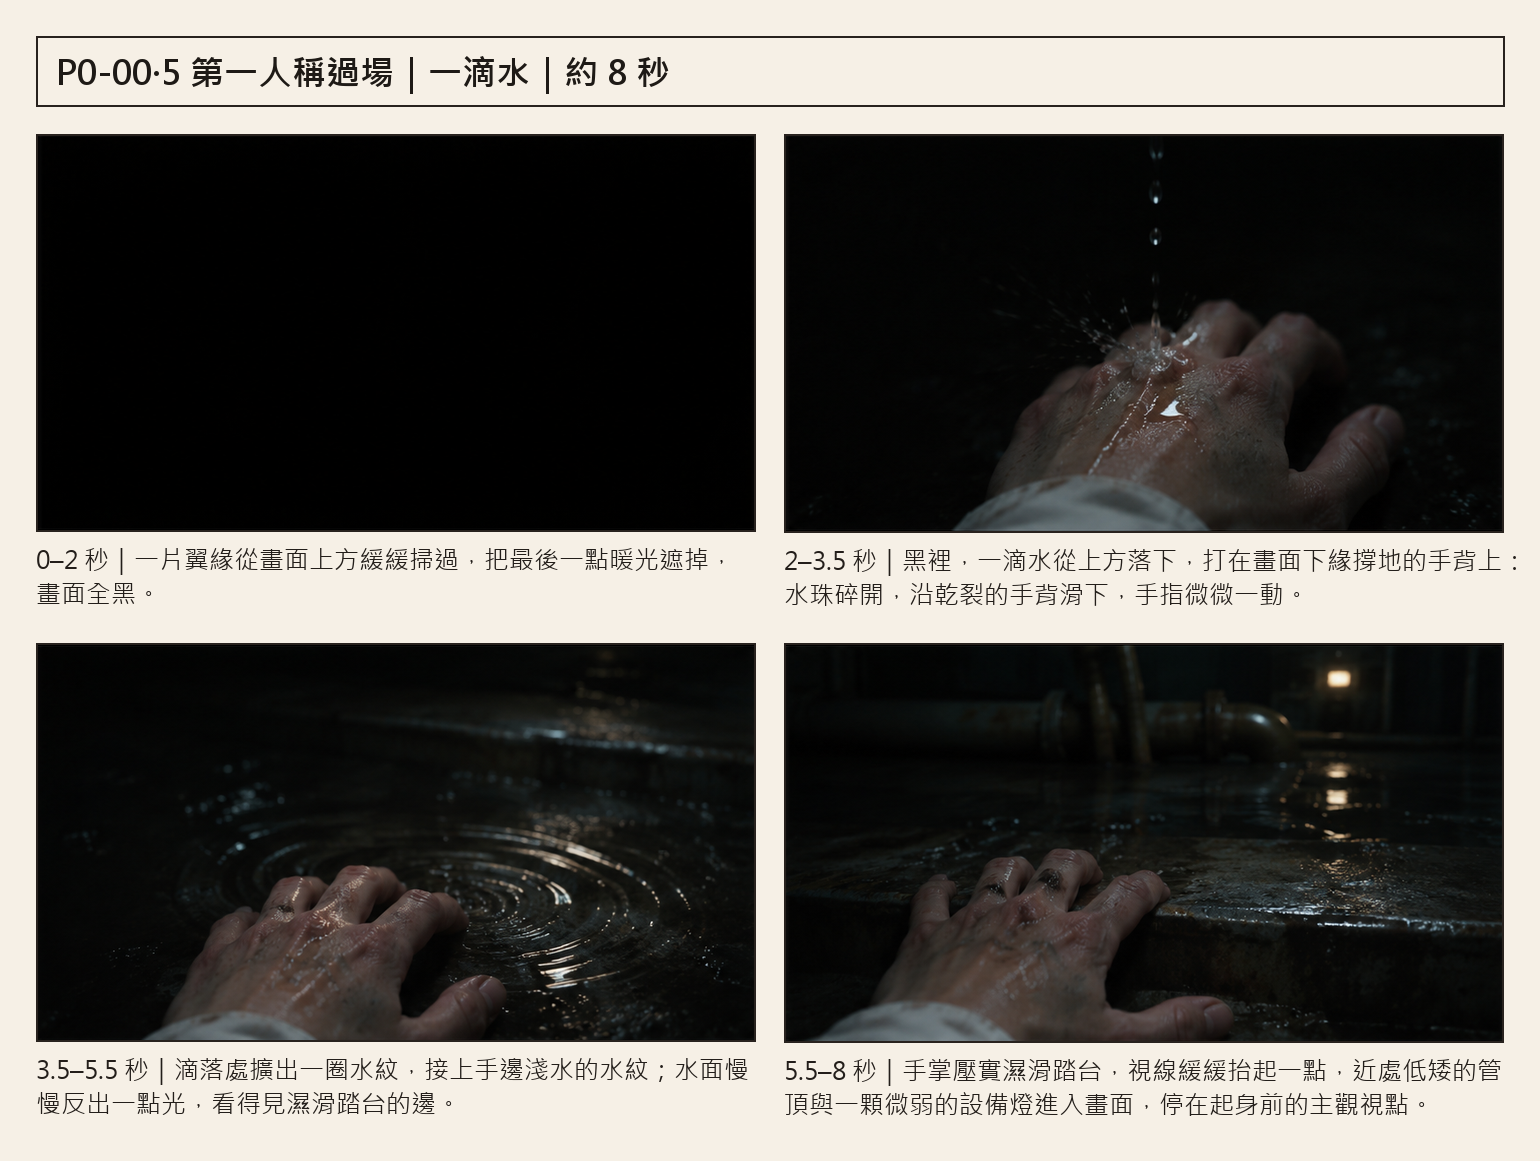 P0-00·5 第一人稱過場｜一滴水｜約 8 秒
0–2 秒｜一片翼緣從畫面上方緩緩掃過，把最後一點暖光遮掉，
畫面全黑。
2–3.5 秒｜黑裡，一滴水從上方落下，打在畫面下緣撐地的手背上：
水珠碎開，沿乾裂的手背滑下，手指微微一動。
3.5–5.5 秒｜滴落處擴出一圈水紋，接上手邊淺水的水紋；水面慢
慢反出一點光，看得見濕滑踏台的邊。
5.5–8 秒｜手掌壓實濕滑踏台，視線緩緩抬起一點，近處低矮的管
頂與一顆微弱的設備燈進入畫面，停在起身前的主觀視點。